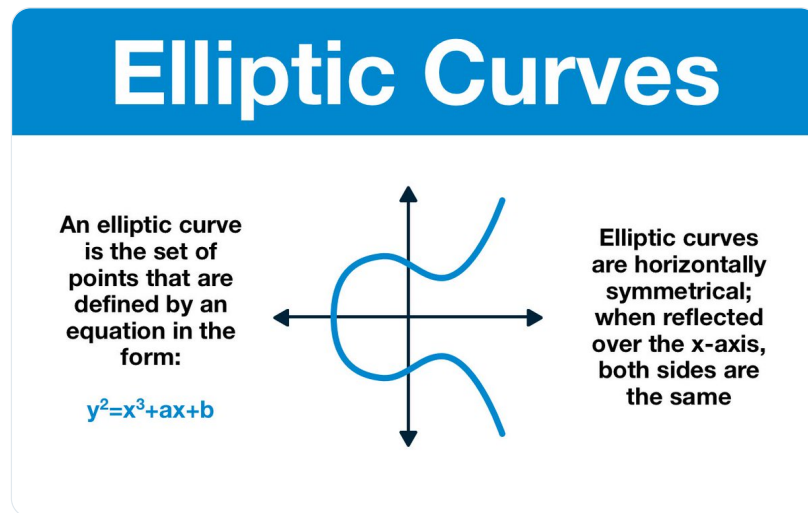 Elliptic Curves
An elliptic curve
is the set of
points that are
defined by an
equation in the
form:
y²=x³+ax+b
Elliptic curves
are horizontally
symmetrical;
when reflected
over the x-axis,
both sides are
the same